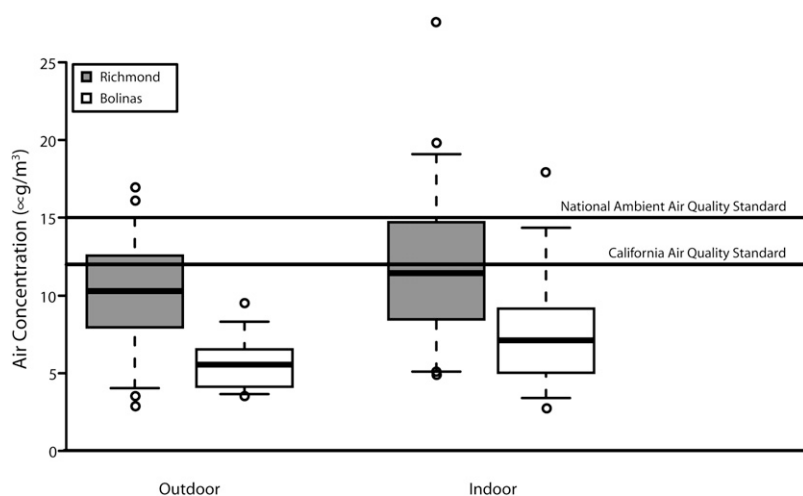 25
20
15
10
5
0
Air Concentration (∝g/m³)
Richmond
Bolinas
National Ambient Air Quality Standard
California Air Quality Standard
Outdoor
Indoor